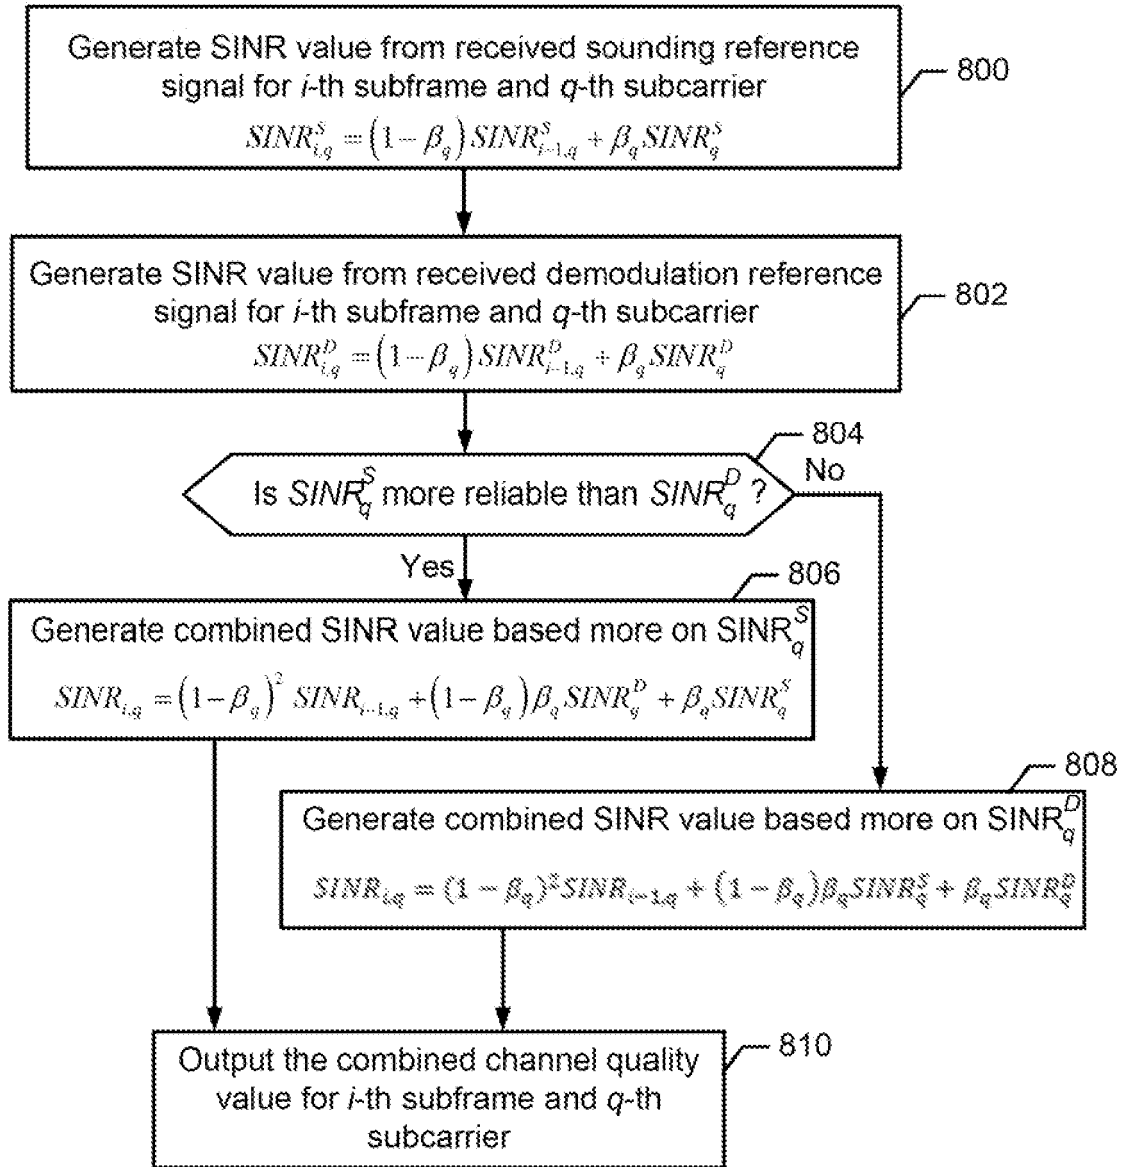 Generate SINR value from received sounding reference
signal for i-th subframe and q-th subcarrier
SINR^S_{i,q} = (1−β_q) SINR^S_{i−1,q} + β_q SINR^S_q
800
Generate SINR value from received demodulation reference
signal for i-th subframe and q-th subcarrier
SINR^D_{i,q} = (1−β_q) SINR^D_{i−1,q} + β_q SINR^D_q
802
804
Is SINR^S_q more reliable than SINR^D_q ?
No
Yes
806
Generate combined SINR value based more on SINR^S_q
SINR_{i,q} = (1−β_q)^2 SINR_{i−1,q} + (1−β_q)β_q SINR^D_q + β_q SINR^S_q
808
Generate combined SINR value based more on SINR^D_q
SINR_{i,q} = (1 − β_q)^2 SINR_{i−1,q} + (1 − β_q)β_q SINR^S_q + β_q SINR^D_q
Output the combined channel quality
value for i-th subframe and q-th
subcarrier
810